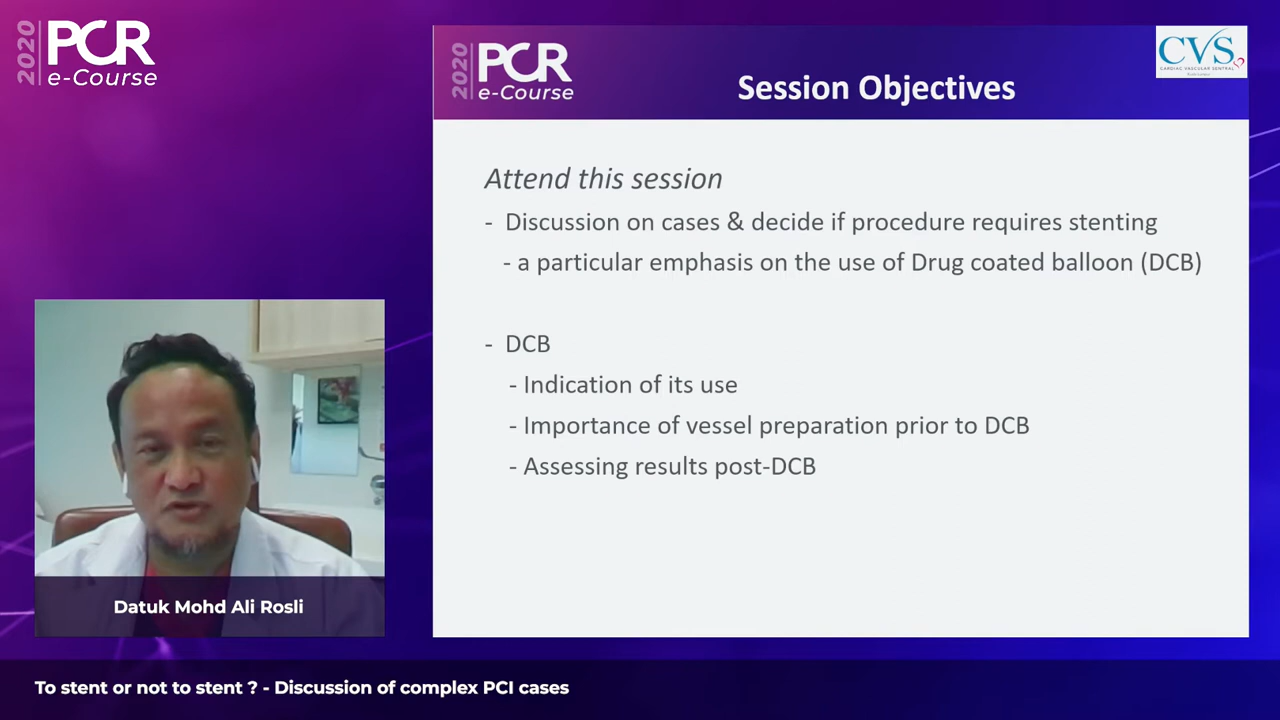 2020
PCR
e-Course
2020
PCR
e-Course
Session Objectives
CVS
CARDIAC VASCULAR SENTRAL
Attend this session
- Discussion on cases & decide if procedure requires stenting
- a particular emphasis on the use of Drug coated balloon (DCB)
- DCB
- Indication of its use
- Importance of vessel preparation prior to DCB
- Assessing results post-DCB
Datuk Mohd Ali Rosli
To stent or not to stent ? - Discussion of complex PCI cases